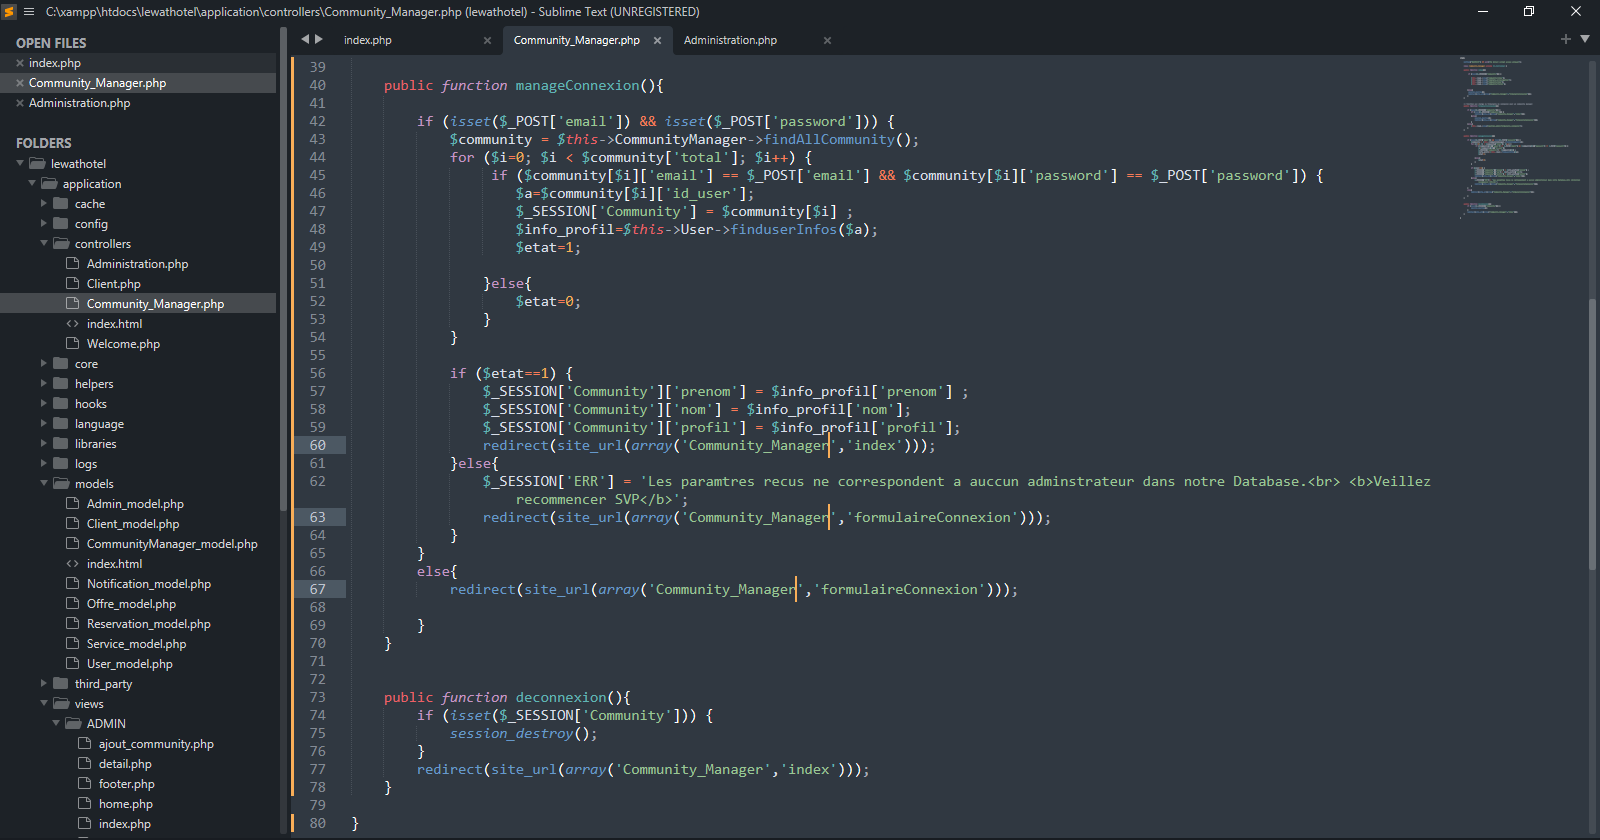 C:\xampp\htdocs\lewathotel\application\controllers\Community_Manager.php (lewathotel) - Sublime Text (UNREGISTERED)
OPEN FILES
index.php
Community_Manager.php
Administration.php
FOLDERS
lewathotel
application
cache
config
controllers
Administration.php
Client.php
Community_Manager.php
index.html
Welcome.php
core
helpers
hooks
language
libraries
logs
models
Admin_model.php
Client_model.php
CommunityManager_model.php
index.html
Notification_model.php
Offre_model.php
Reservation_model.php
Service_model.php
User_model.php
third_party
views
ADMIN
ajout_community.php
detail.php
footer.php
home.php
index.php
index.php Community_Manager.php Administration.php
39
40 public function manageConnexion(){
41
42 if (isset($_POST['email']) && isset($_POST['password'])) {
43 $community = $this->CommunityManager->findAllCommunity();
44 for ($i=0; $i < $community['total']; $i++) {
45 if ($community[$i]['email'] == $_POST['email'] && $community[$i]['password'] == $_POST['password']) {
46 $a=$community[$i]['id_user'];
47 $_SESSION['Community'] = $community[$i] ;
48 $info_profil=$this->User->finduserInfos($a);
49 $etat=1;
50
51 }else{
52 $etat=0;
53 }
54 }
55
56 if ($etat==1) {
57 $_SESSION['Community']['prenom'] = $info_profil['prenom'] ;
58 $_SESSION['Community']['nom'] = $info_profil['nom'];
59 $_SESSION['Community']['profil'] = $info_profil['profil'];
60 redirect(site_url(array('Community_Manager','index')));
61 }else{
62 $_SESSION['ERR'] = 'Les paramtres recus ne correspondent a auccun adminstrateur dans notre Database.<br> <b>Veillez
recommencer SVP</b>';
63 redirect(site_url(array('Community_Manager','formulaireConnexion')));
64 }
65 }
66 else{
67 redirect(site_url(array('Community_Manager','formulaireConnexion')));
68
69 }
70 }
71
72
73 public function deconnexion(){
74 if (isset($_SESSION['Community'])) {
75 session_destroy();
76 }
77 redirect(site_url(array('Community_Manager','index')));
78 }
79
80 }